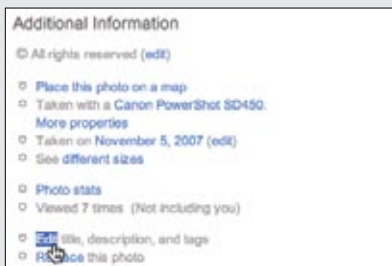 Additional Information
© All rights reserved (edit)
Place this photo on a map
Taken with a Canon PowerShot SD450.
More properties
Taken on November 5, 2007 (edit)
See different sizes
Photo stats
Viewed 7 times (Not including you)
Edit title, description, and tags
Replace this photo